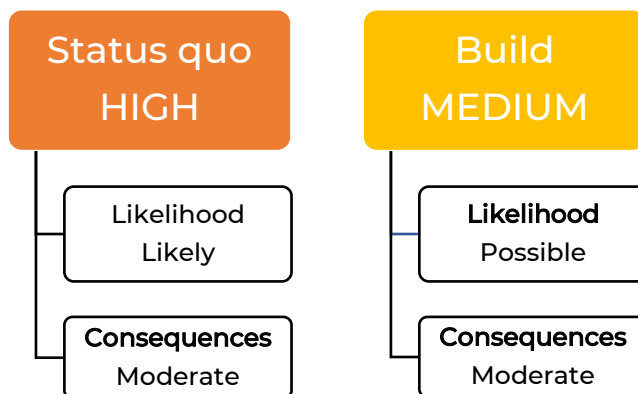 Status quo
HIGH
Likelihood
Likely
Consequences
Moderate
Build
MEDIUM
Likelihood
Possible
Consequences
Moderate